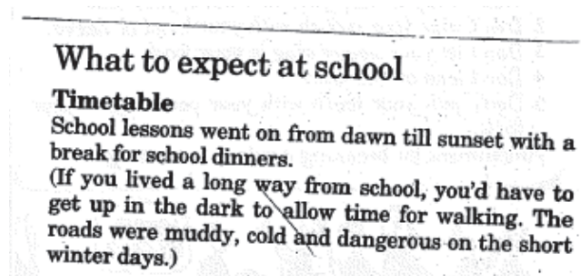 What to expect at school
Timetable
School lessons went on from dawn till sunset with a
break for school dinners.
(If you lived a long way from school, you'd have to
get up in the dark to allow time for walking. The
roads were muddy, cold and dangerous on the short
winter days.)